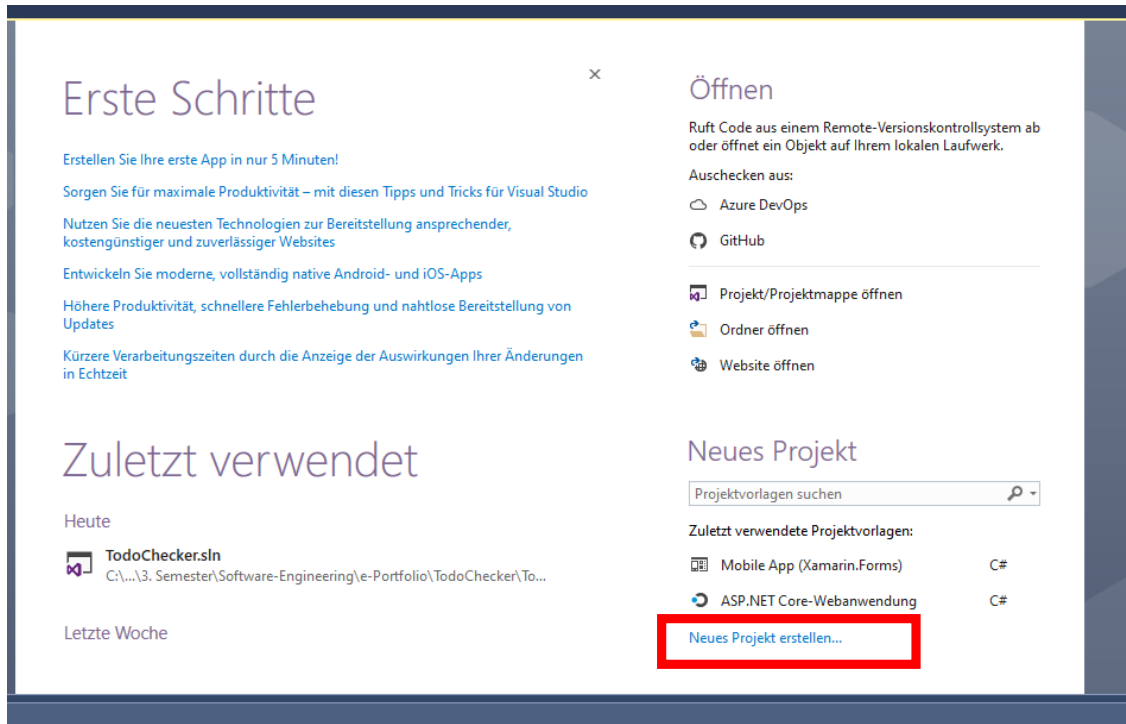 Erste Schritte
Erstellen Sie Ihre erste App in nur 5 Minuten!
Sorgen Sie für maximale Produktivität – mit diesen Tipps und Tricks für Visual Studio
Nutzen Sie die neuesten Technologien zur Bereitstellung ansprechender,
kostengünstiger und zuverlässiger Websites
Entwickeln Sie moderne, vollständig native Android- und iOS-Apps
Höhere Produktivität, schnellere Fehlerbehebung und nahtlose Bereitstellung von
Updates
Kürzere Verarbeitungszeiten durch die Anzeige der Auswirkungen Ihrer Änderungen
in Echtzeit
Zuletzt verwendet
Heute
TodoChecker.sln
C:\...\3. Semester\Software-Engineering\e-Portfolio\TodoChecker\To...
Letzte Woche
Öffnen
Ruft Code aus einem Remote-Versionskontrollsystem ab
oder öffnet ein Objekt auf Ihrem lokalen Laufwerk.
Auschecken aus:
Azure DevOps
GitHub
Projekt/Projektmappe öffnen
Ordner öffnen
Website öffnen
Neues Projekt
Projektvorlagen suchen
Zuletzt verwendete Projektvorlagen:
Mobile App (Xamarin.Forms) C#
ASP.NET Core-Webanwendung C#
Neues Projekt erstellen...